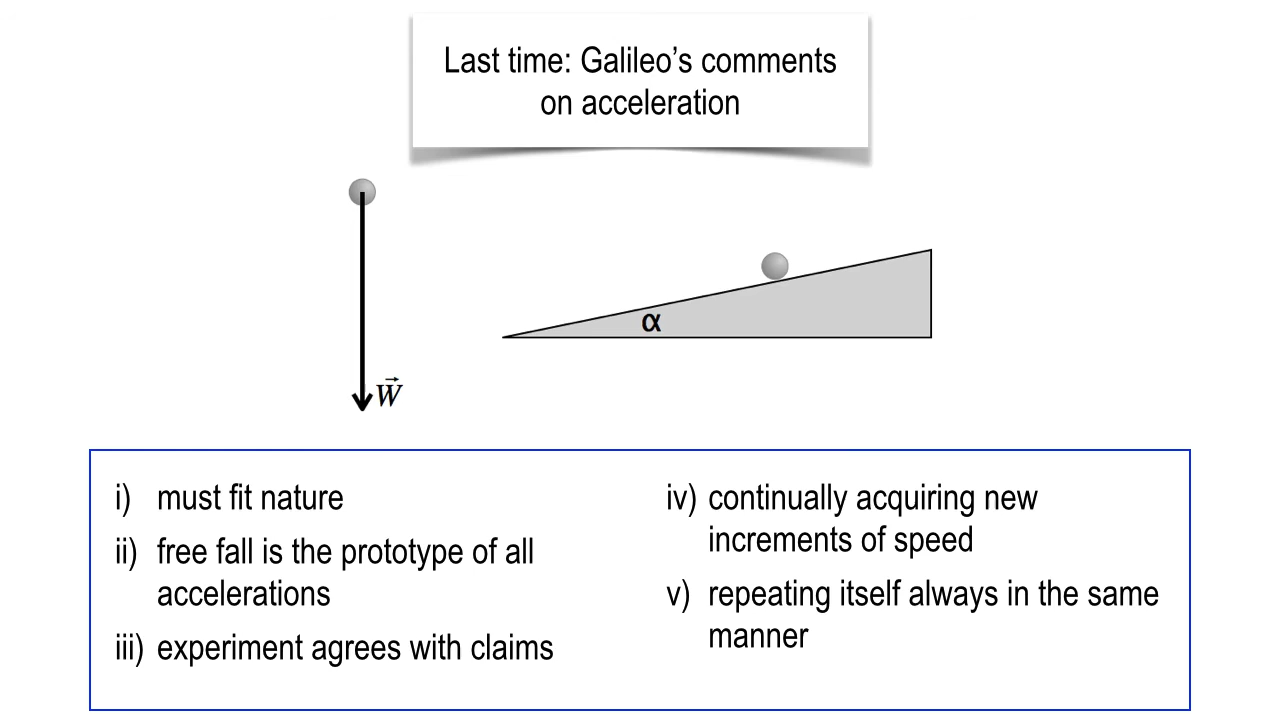 Last time: Galileo’s comments
on acceleration
α
W⃗
i) must fit nature
ii) free fall is the prototype of all
accelerations
iii) experiment agrees with claims
iv) continually acquiring new
increments of speed
v) repeating itself always in the same
manner